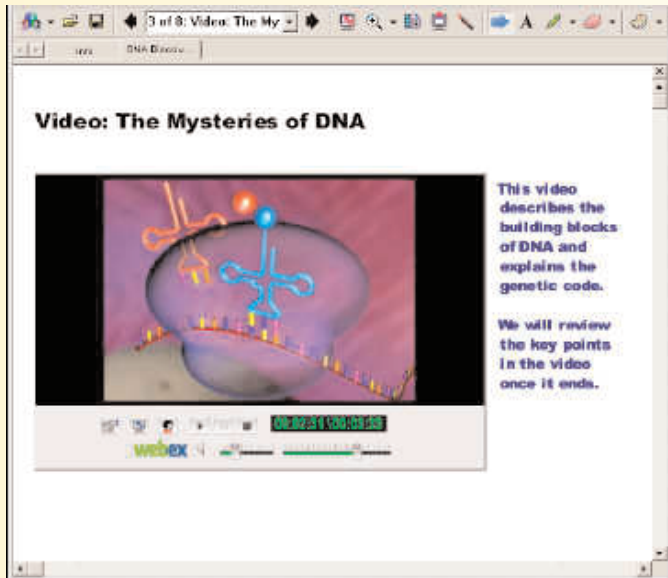 3 of 8: Video: The My
DNA Discov
Video: The Mysteries of DNA
This video
describes the
building blocks
of DNA and
explains the
genetic code.
We will review
the key points
in the video
once it ends.
webex